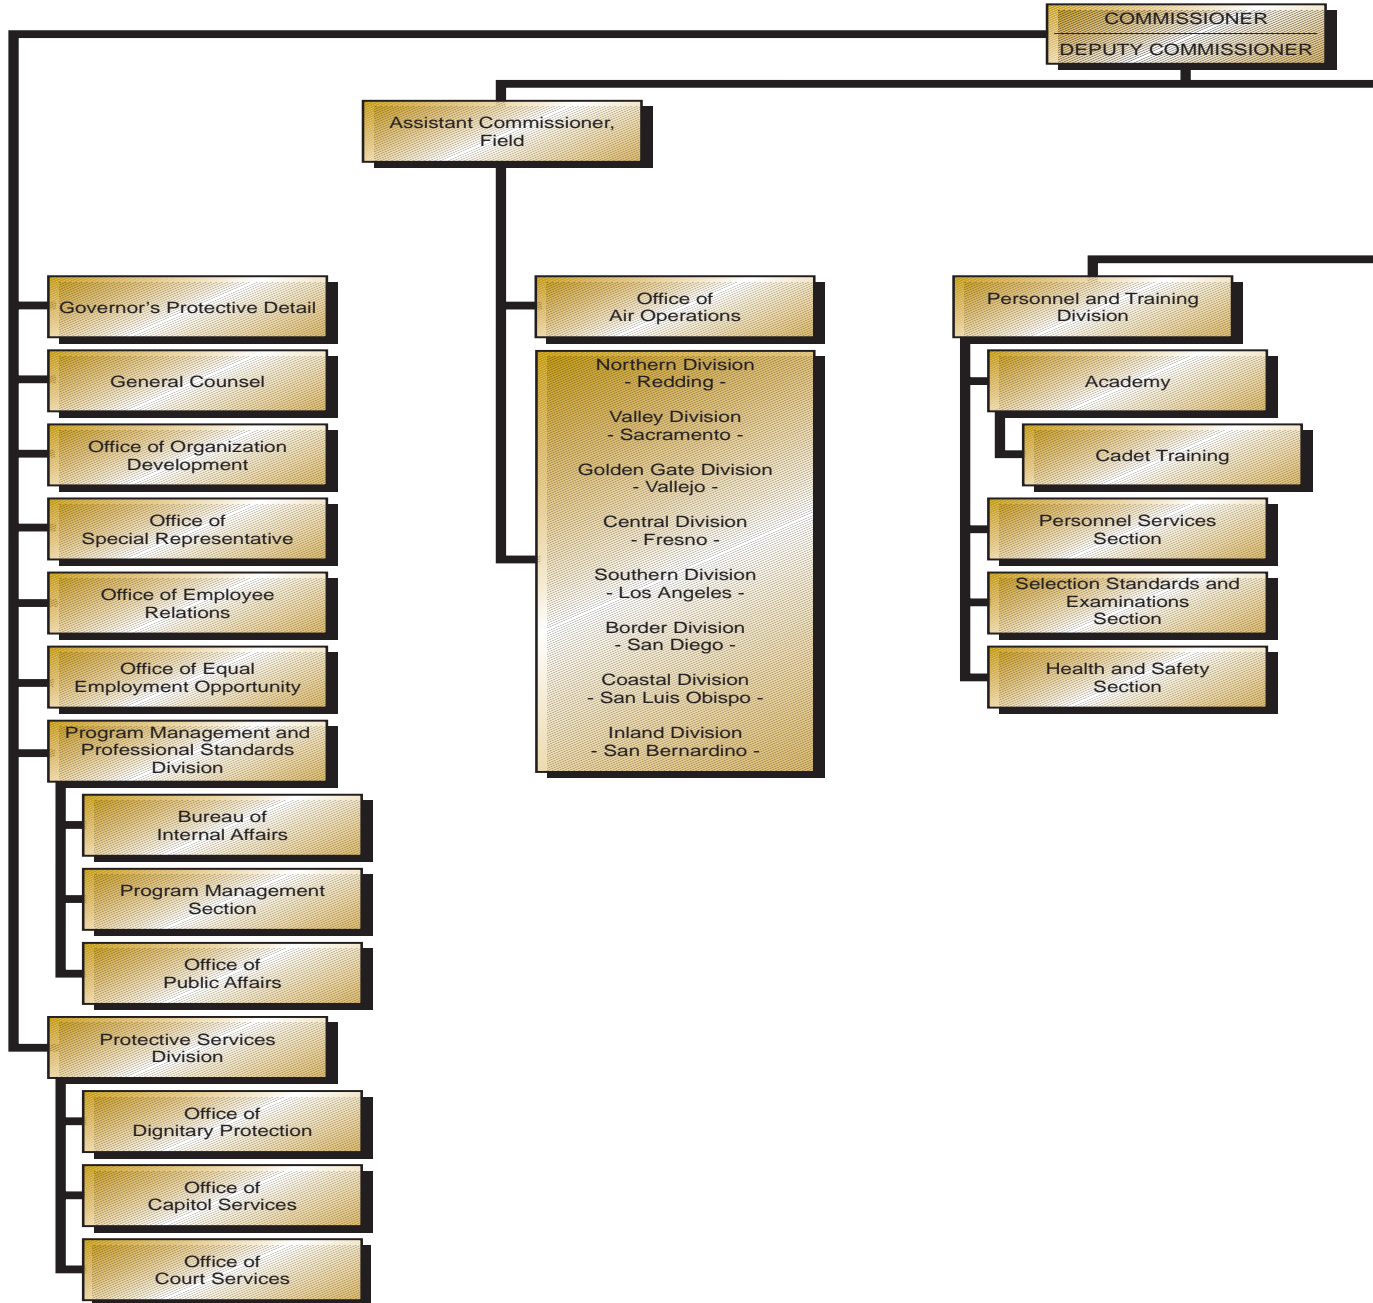 COMMISSIONER
DEPUTY COMMISSIONER
Assistant Commissioner,
Field
Governor’s Protective Detail
General Counsel
Office of Organization
Development
Office of
Special Representative
Office of Employee
Relations
Office of Equal
Employment Opportunity
Program Management and
Professional Standards
Division
Bureau of
Internal Affairs
Program Management
Section
Office of
Public Affairs
Protective Services
Division
Office of
Dignitary Protection
Office of
Capitol Services
Office of
Court Services
Office of
Air Operations
Northern Division
- Redding -
Valley Division
- Sacramento -
Golden Gate Division
- Vallejo -
Central Division
- Fresno -
Southern Division
- Los Angeles -
Border Division
- San Diego -
Coastal Division
- San Luis Obispo -
Inland Division
- San Bernardino -
Personnel and Training
Division
Academy
Cadet Training
Personnel Services
Section
Selection Standards and
Examinations
Section
Health and Safety
Section